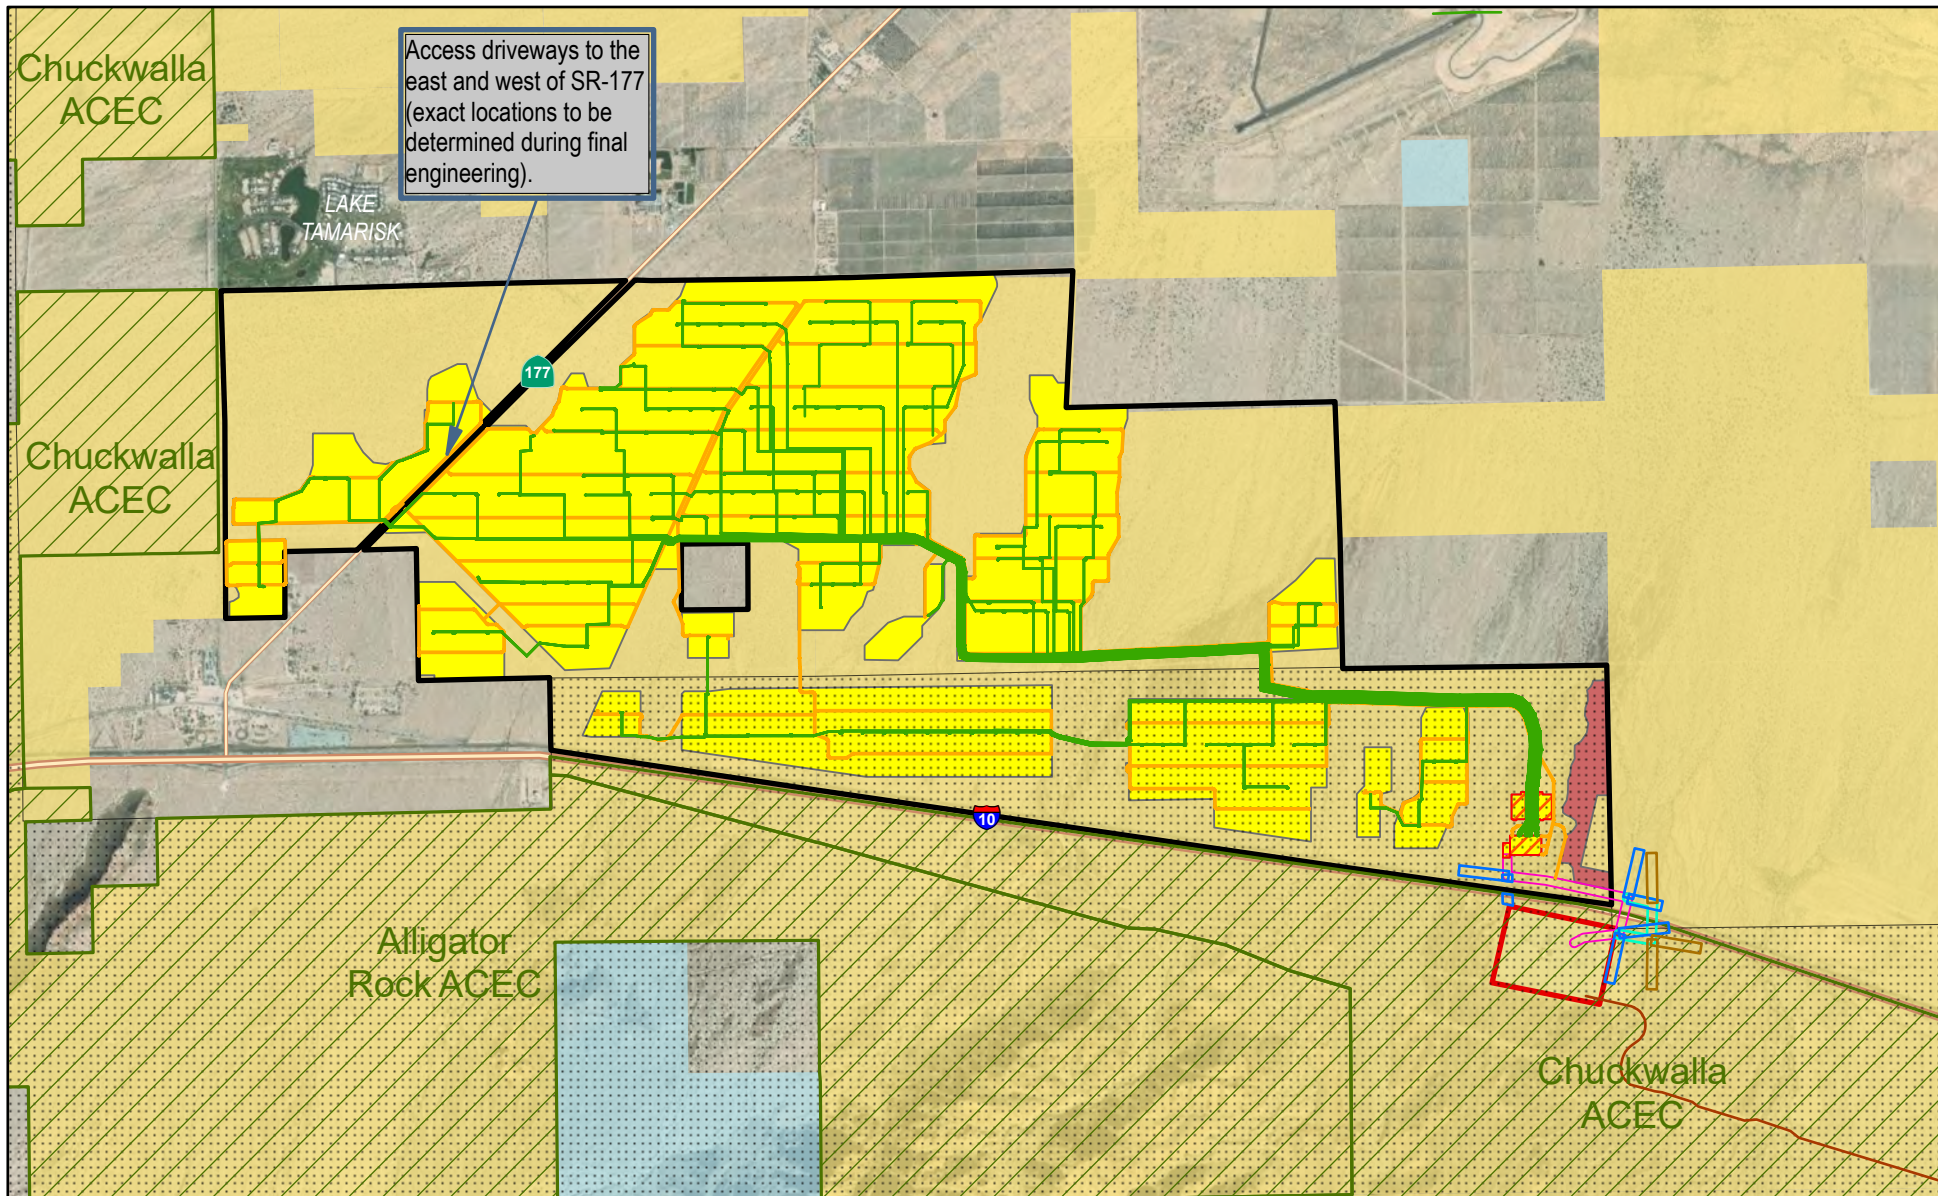 Chuckwalla
ACEC
Access driveways to the
east and west of SR-177
(exact locations to be
determined during final
engineering).
LAKE
TAMARISK
177
Chuckwalla
ACEC
10
Alligator
Rock ACEC
Chuckwalla
ACEC